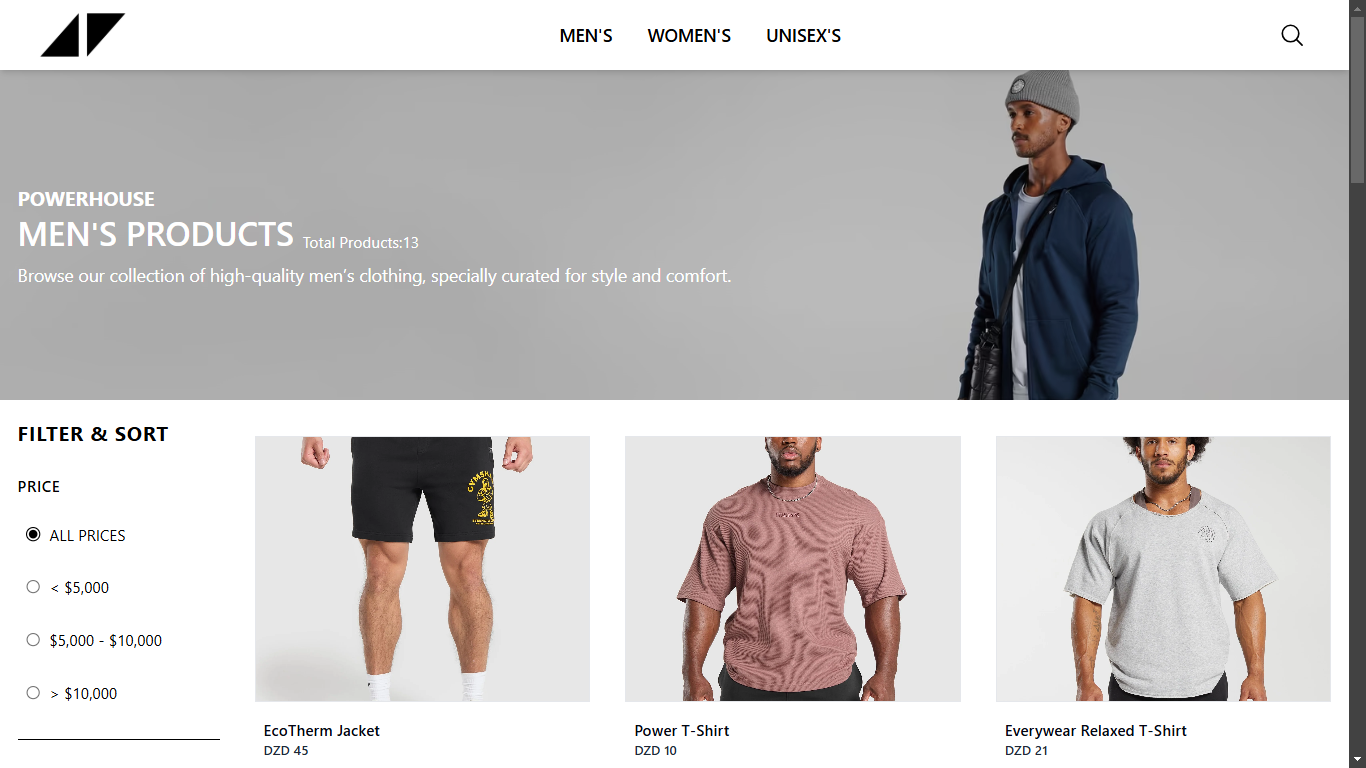 MEN'S WOMEN'S UNISEX'S
POWERHOUSE
MEN'S PRODUCTS Total Products:13
Browse our collection of high-quality men’s clothing, specially curated for style and comfort.
FILTER & SORT
PRICE
ALL PRICES
< $5,000
$5,000 - $10,000
> $10,000
EcoTherm Jacket
DZD 45
Power T-Shirt
DZD 10
Everywear Relaxed T-Shirt
DZD 21